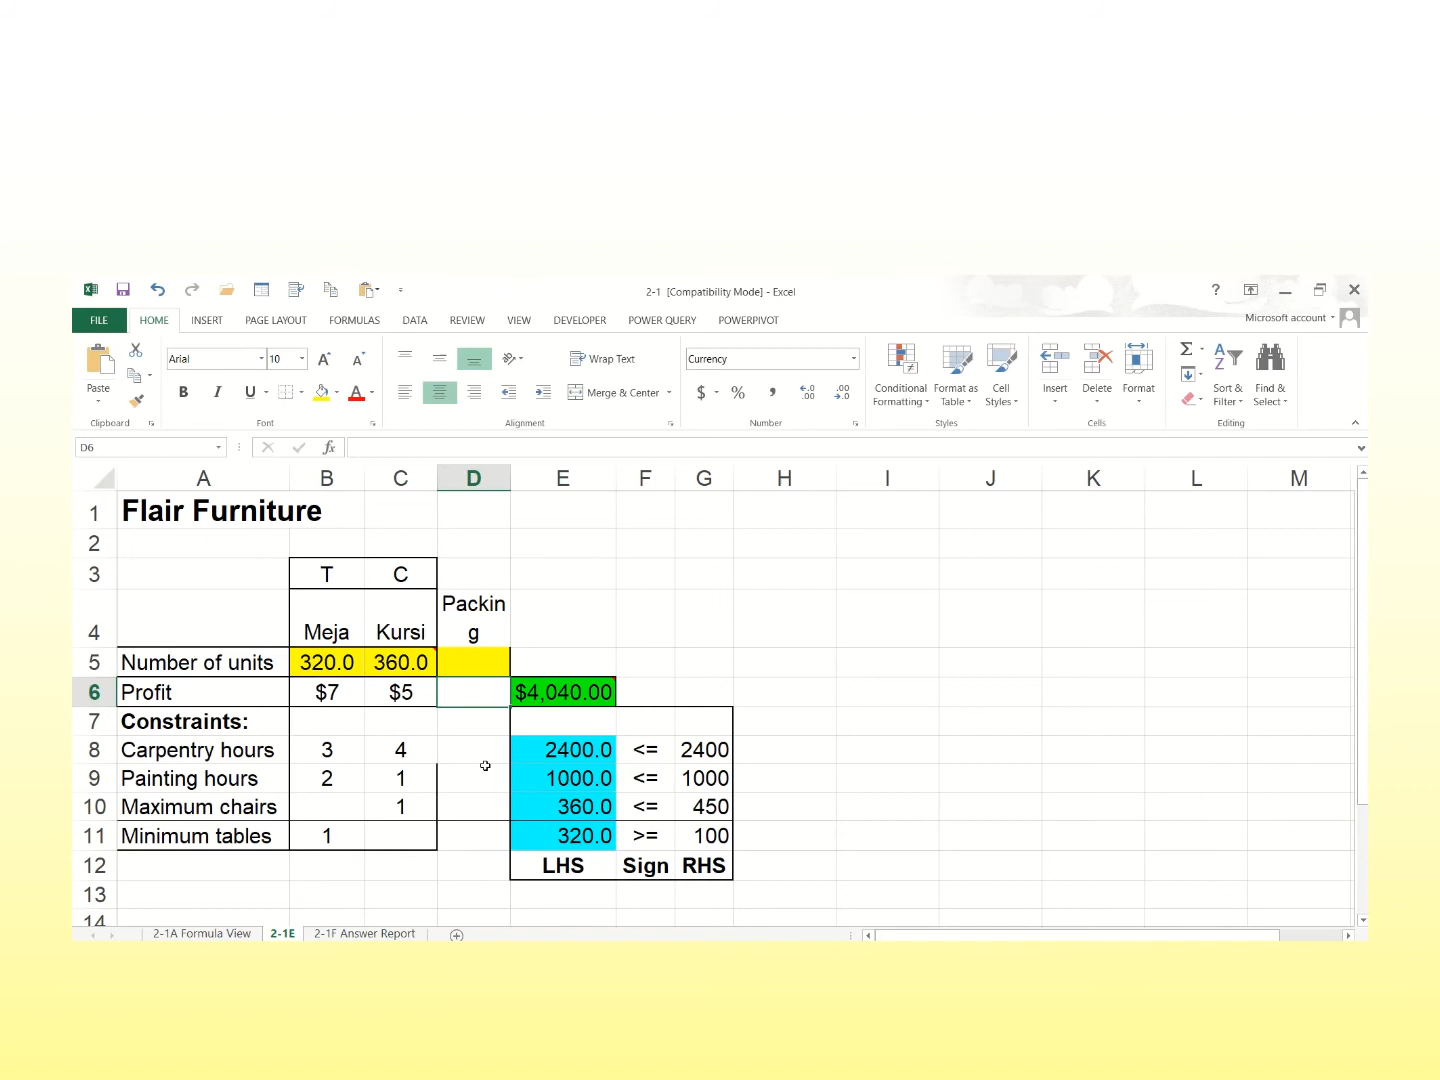 2-1 [Compatibility Mode] - Excel
?
FILE HOME INSERT PAGE LAYOUT FORMULAS DATA REVIEW VIEW DEVELOPER POWER QUERY POWERPIVOT
Microsoft account
Arial 10
Wrap Text
Currency
Paste
B I U
Merge & Center
$ % ,
Conditional Formatting
Format as Table
Cell Styles
Insert Delete Format
Sort & Filter
Find & Select
Clipboard Font Alignment Number Styles Cells Editing
D6 fx
A B C D E F G H I J K L M
1 Flair Furniture
2
3 T C
4 Meja Kursi Packin
g
5 Number of units 320.0 360.0
6 Profit $7 $5 $4,040.00
7 Constraints:
8 Carpentry hours 3 4 2400.0 <= 2400
9 Painting hours 2 1 1000.0 <= 1000
10 Maximum chairs 1 360.0 <= 450
11 Minimum tables 1 320.0 >= 100
12 LHS Sign RHS
13
14
2-1A Formula View 2-1E 2-1F Answer Report